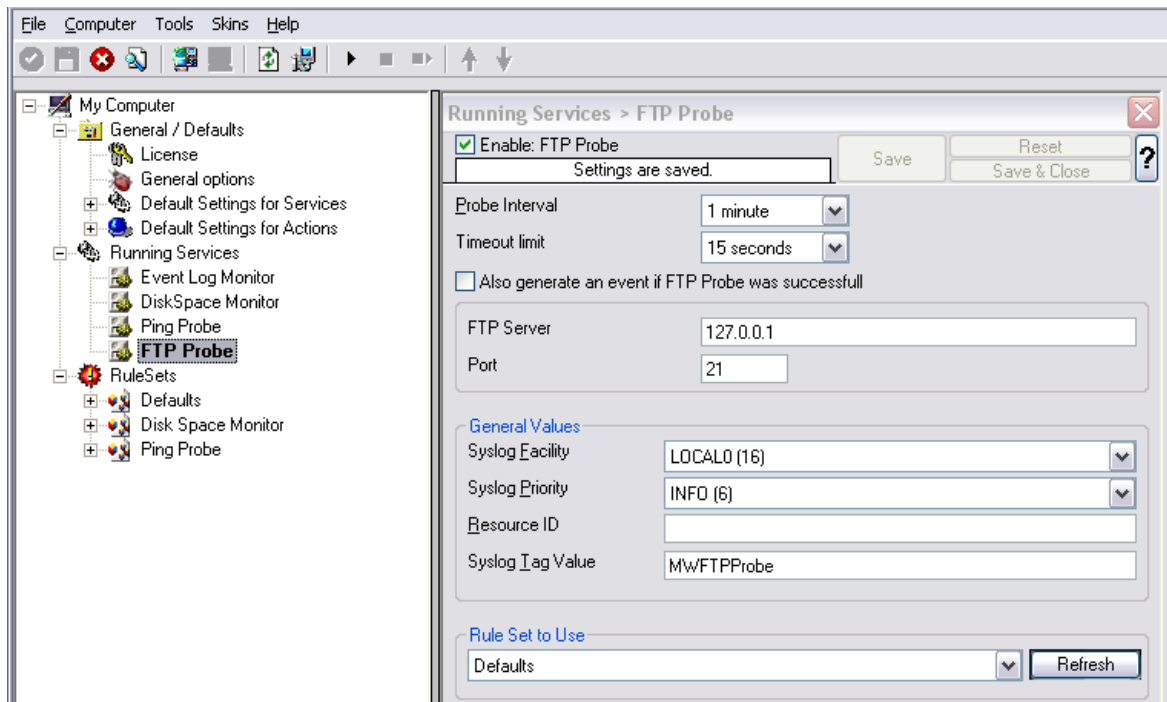 File Computer Tools Skins Help
My Computer
General / Defaults
License
General options
Default Settings for Services
Default Settings for Actions
Running Services
Event Log Monitor
DiskSpace Monitor
Ping Probe
FTP Probe
RuleSets
Defaults
Disk Space Monitor
Ping Probe
Running Services > FTP Probe
Enable: FTP Probe
Settings are saved.
Save
Reset
Save & Close
?
Probe Interval 1 minute
Timeout limit 15 seconds
Also generate an event if FTP Probe was successfull
FTP Server 127.0.0.1
Port 21
General Values
Syslog Facility LOCAL0 (16)
Syslog Priority INFO (6)
Resource ID
Syslog Tag Value MWFTPProbe
Rule Set to Use
Defaults Refresh